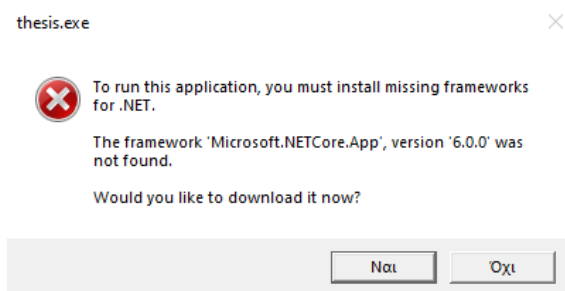 thesis.exe
To run this application, you must install missing frameworks
for .NET.
The framework 'Microsoft.NETCore.App', version '6.0.0' was
not found.
Would you like to download it now?
Ναι
Όχι